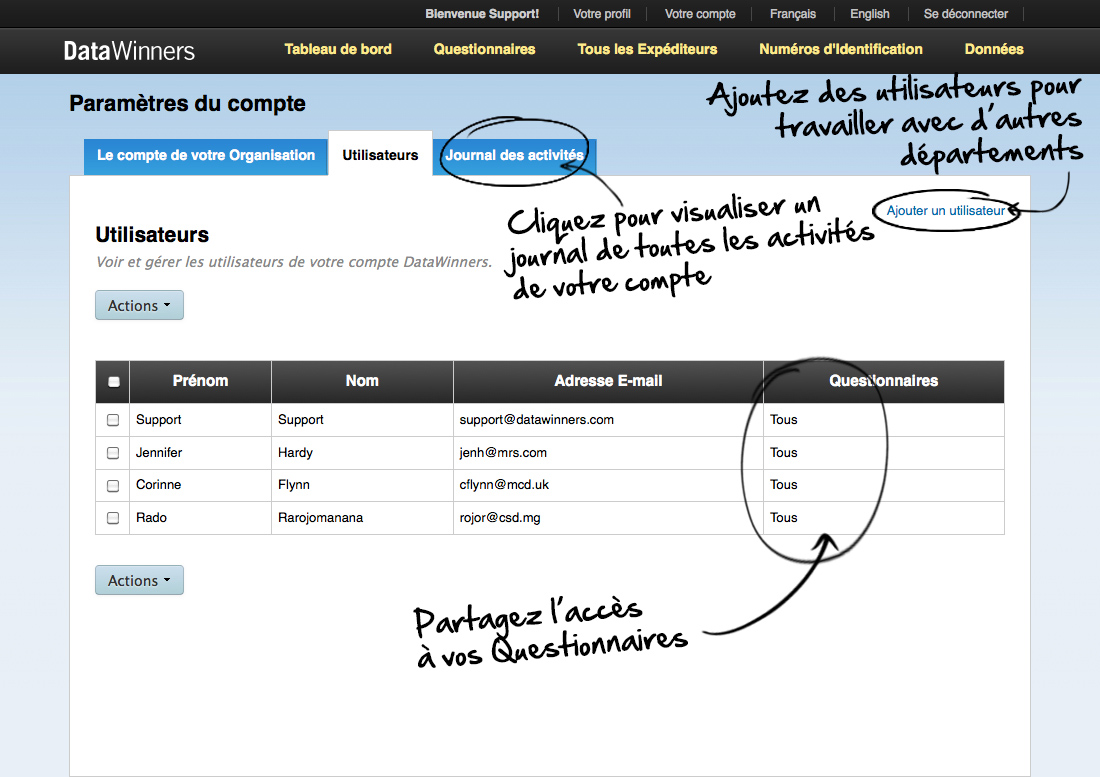 Bienvenue Support! Votre profil Votre compte Français English Se déconnecter
DataWinners Tableau de bord Questionnaires Tous les Expéditeurs Numéros d'Identification Données
Paramètres du compte
Ajoutez des utilisateurs pour
travailler avec d'autres
départements
Le compte de votre Organisation Utilisateurs Journal des activités
Ajouter un utilisateur
Cliquez pour visualiser un
journal de toutes les activités
de votre compte
Utilisateurs
Voir et gérer les utilisateurs de votre compte DataWinners.
Actions
Prénom Nom Adresse E-mail Questionnaires
Support Support support@datawinners.com Tous
Jennifer Hardy jenh@mrs.com Tous
Corinne Flynn cflynn@mcd.uk Tous
Rado Rarojomanana rojor@csd.mg Tous
Actions
Partagez l'accès
à vos Questionnaires